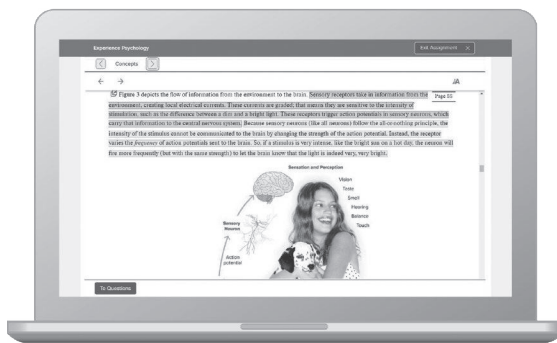 Experience Psychology
Exit Assignment X
Concepts
Page 85
Figure 3 depicts the flow of information from the environment to the brain. Sensory receptors take in information from the
environment, creating local electrical currents. These currents are graded; that means they are sensitive to the intensity of
stimulation, such as the difference between a dim and a bright light. These receptors trigger action potentials in sensory neurons, which
carry that information to the central nervous system. Because sensory neurons (like all neurons) follow the all-or-nothing principle, the
intensity of the stimulus cannot be communicated to the brain by changing the strength of the action potential. Instead, the receptor
varies the frequency of action potentials sent to the brain. So, if a stimulus is very intense, like the bright sun on a hot day, the neuron will
fire more frequently (but with the same strength) to let the brain know that the light is indeed very, very bright.
Sensation and Perception
Vision
Taste
Smell
Hearing
Balance
Touch
Sensory
Neurons
Action
potential
To Questions